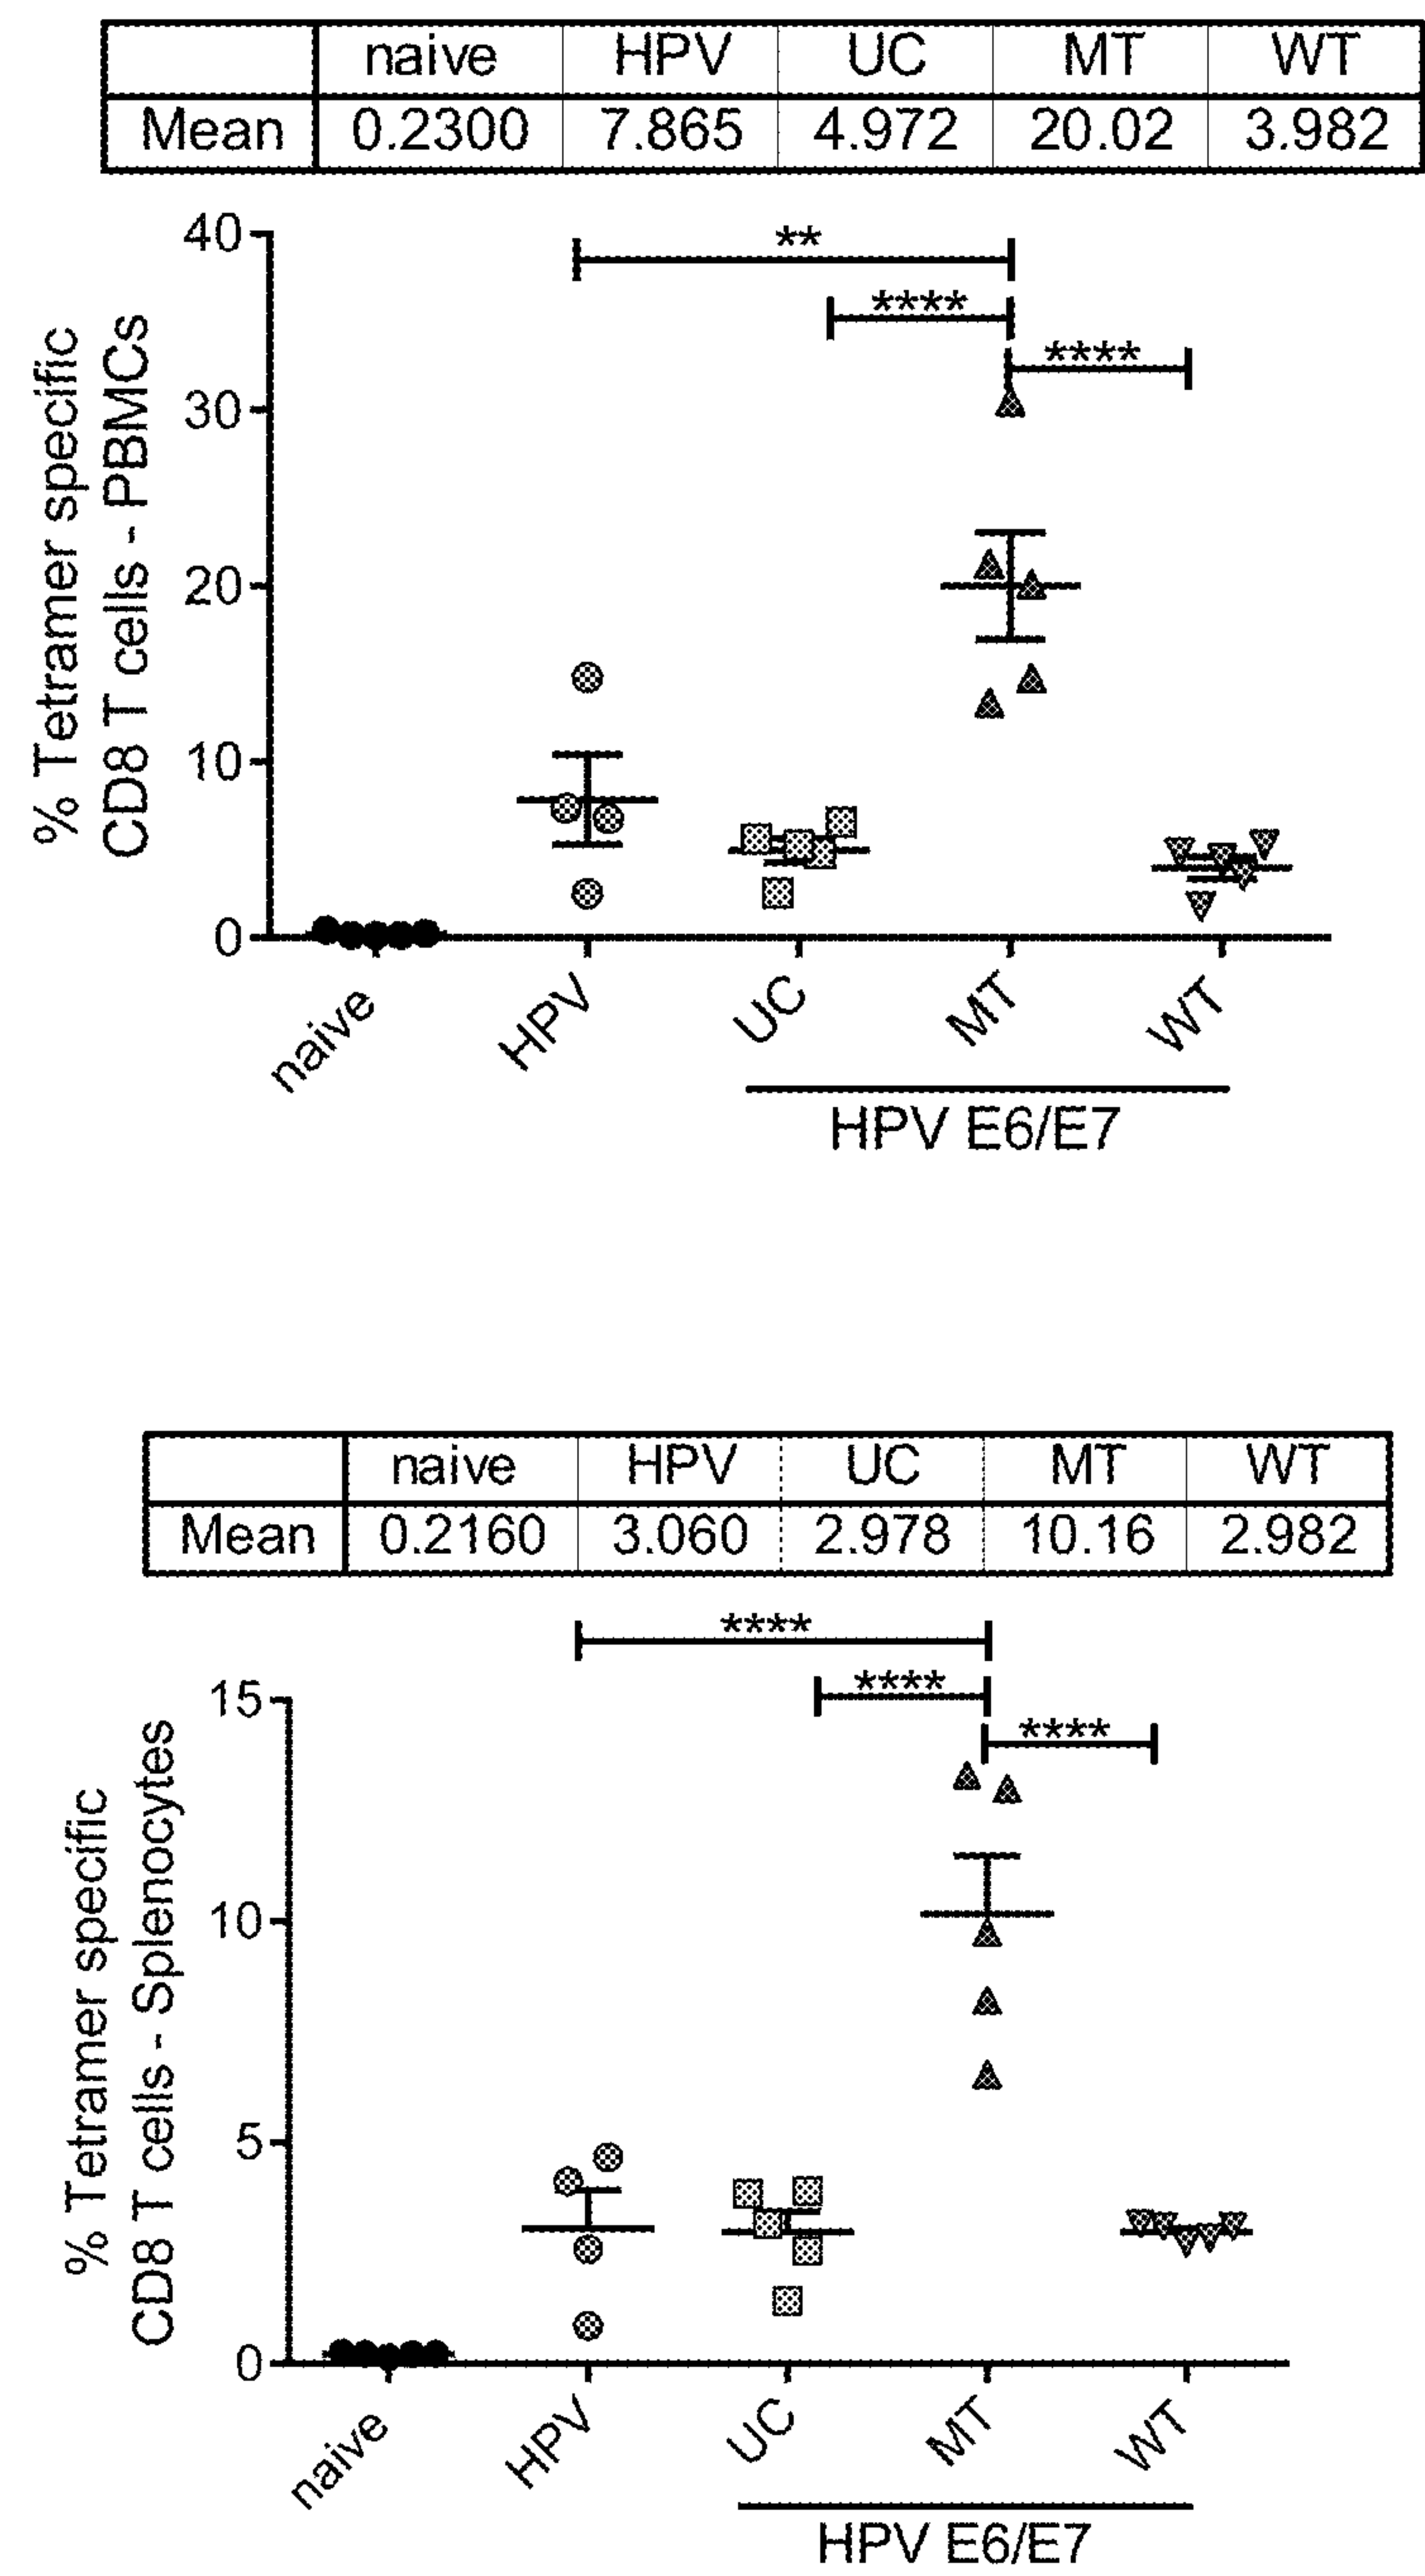 naive HPV UC MT WT
Mean 0.2300 7.865 4.972 20.02 3.982
% Tetramer specific
CD8 T cells - PBMCs
40
30
20
10
0
**
****
****
naive HPV UC MT WT
HPV E6/E7
naive HPV UC MT WT
Mean 0.2160 3.060 2.978 10.16 2.982
% Tetramer specific
CD8 T cells - Splenocytes
15
10
5
0
****
****
****
naive HPV UC MT WT
HPV E6/E7